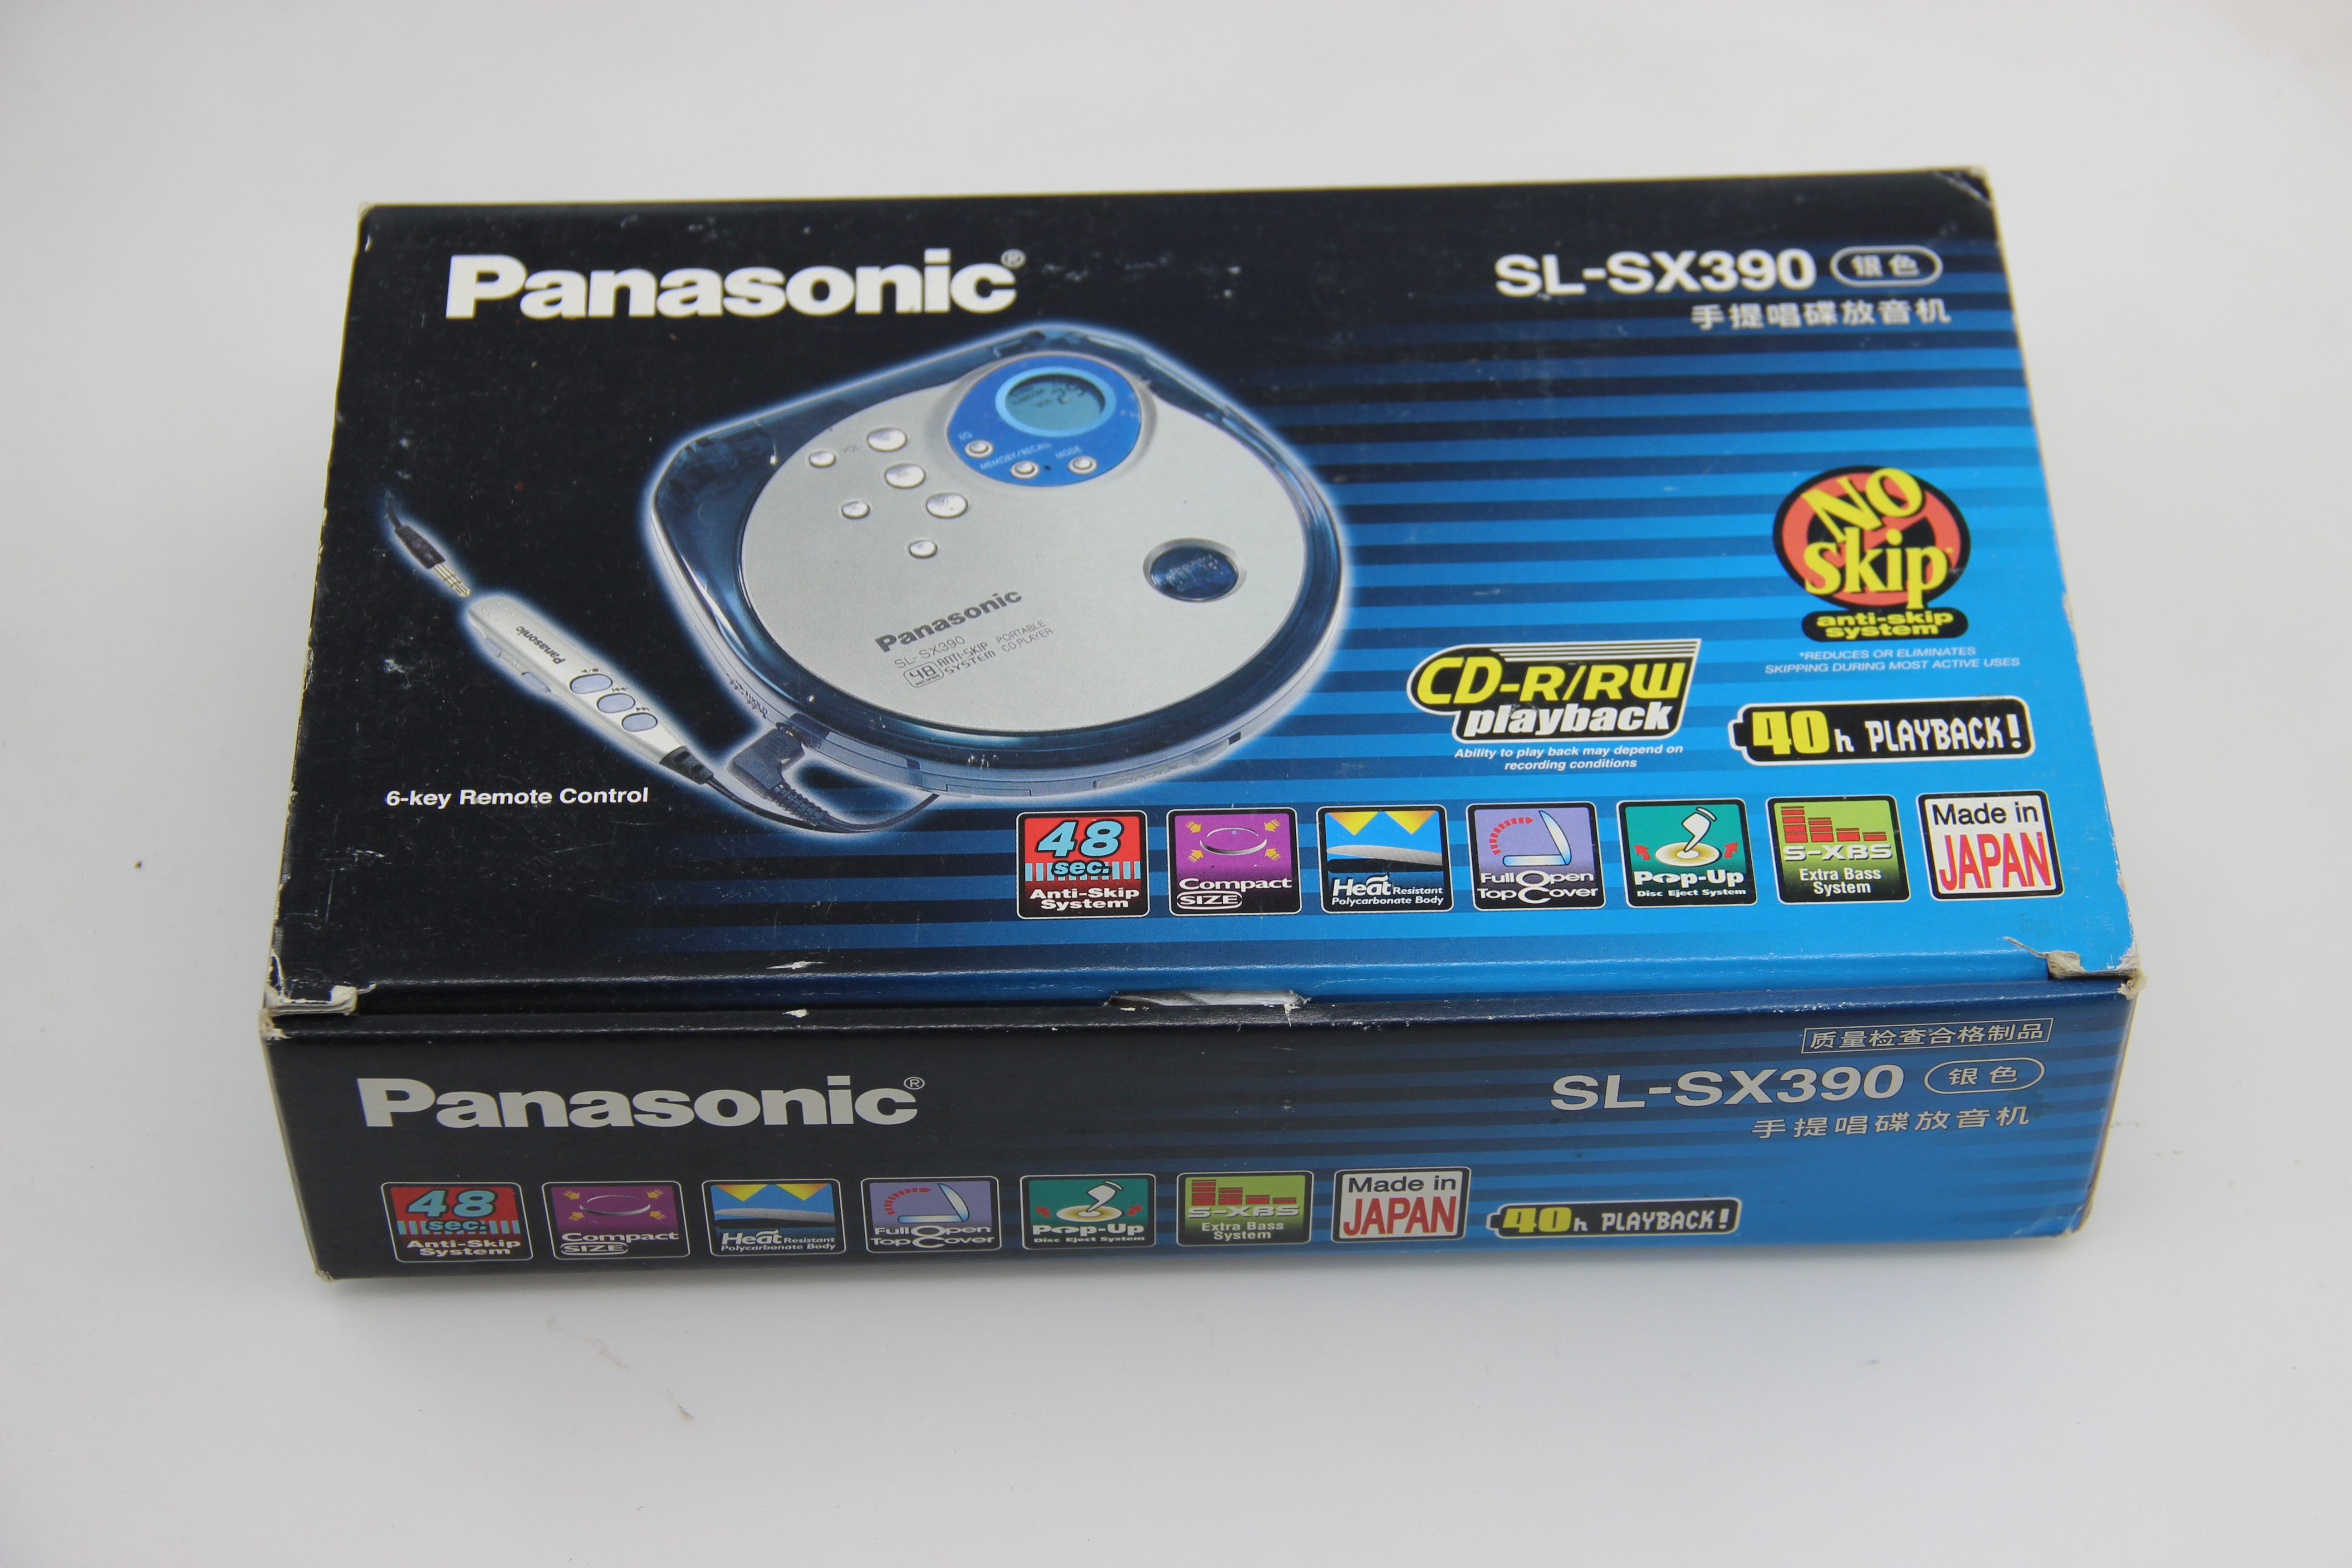 Panasonic®
SL-SX390 银色
手提唱碟放音机
VOL
MEMORY/RECALL
MODE
Panasonic
SL-SX390
48 ANTI-SKIP SYSTEM
PORTABLE CD PLAYER
Panasonic
6-key Remote Control
NO
skip
anti-skip
system
*REDUCES OR ELIMINATES
SKIPPING DURING MOST ACTIVE USES
CD-R/RW
playback
Ability to play back may depend on
recording conditions
40h PLAYBACK!
48
sec.
Anti-Skip
System
Compact
SIZE
Heat Resistant
Polycarbonate Body
Full Open
Top Cover
Pop-Up
Disc Eject System
S-XBS
Extra Bass
System
Made in
JAPAN
质量检查合格制品
Panasonic®
SL-SX390 银色
手提唱碟放音机
48
sec.
Anti-Skip
System
Compact
SIZE
Heat Resistant
Polycarbonate Body
Full Open
Top Cover
Pop-Up
Disc Eject System
S-XBS
Extra Bass
System
Made in
JAPAN
40h PLAYBACK!